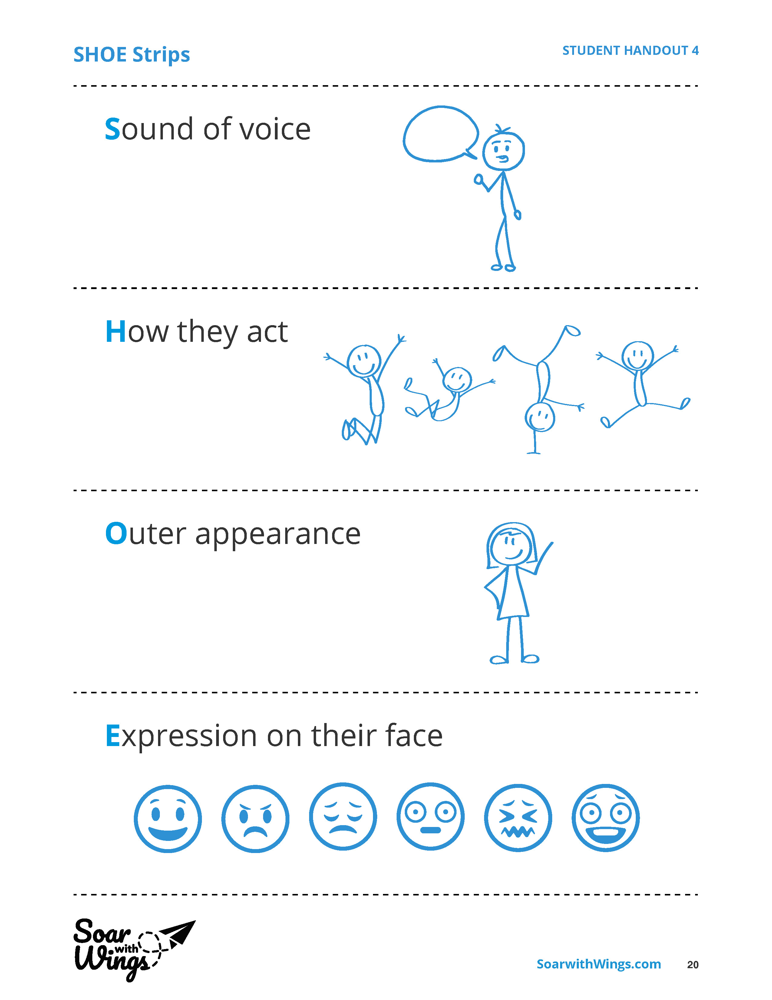 SHOE Strips
STUDENT HANDOUT 4
Sound of voice
How they act
Outer appearance
Expression on their face
Soar
with
Wings
SoarwithWings.com
20